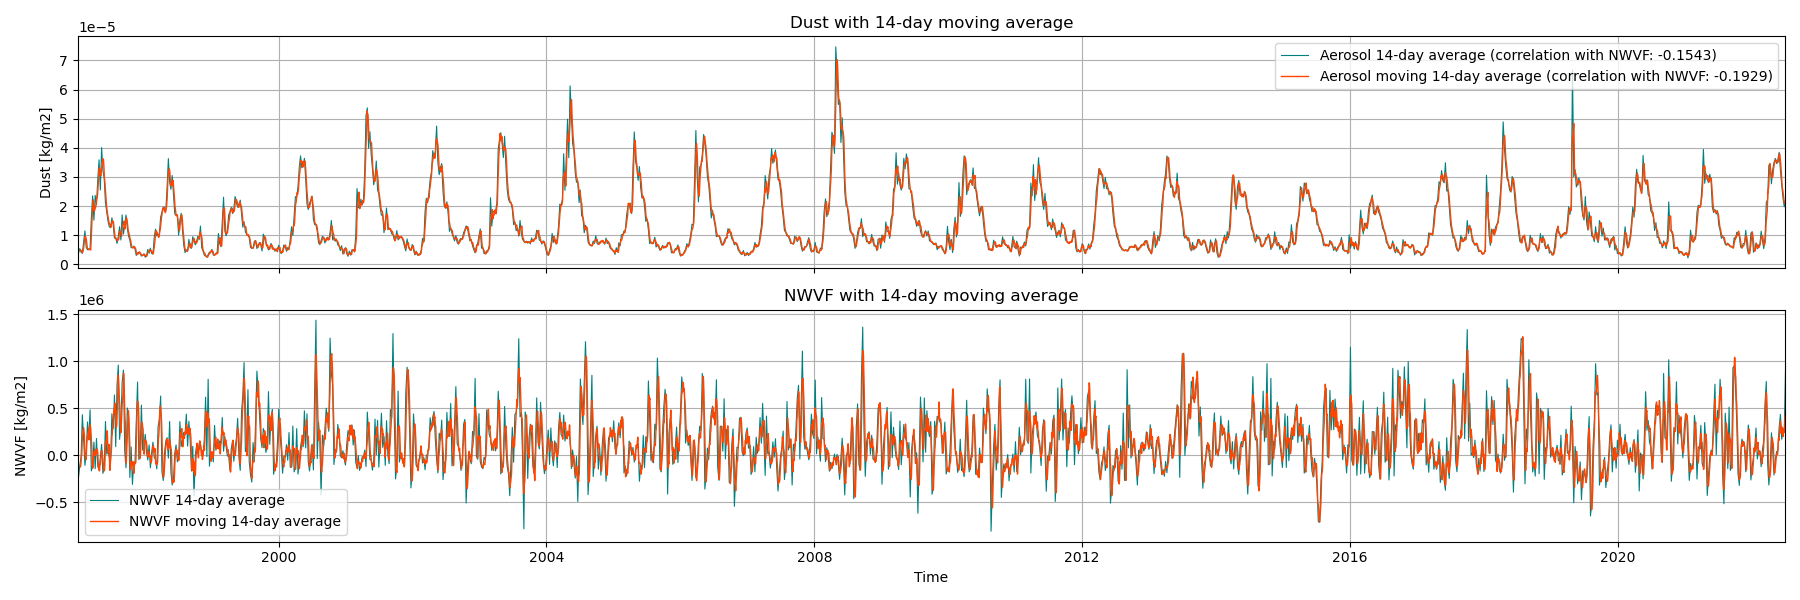 Dust with 14-day moving average
1e−5
7
6
5
4
3
2
1
0
Dust [kg/m2]
Aerosol 14-day average (correlation with NWVF: -0.1543)
Aerosol moving 14-day average (correlation with NWVF: -0.1929)
NWVF with 14-day moving average
1e6
1.5
1.0
0.5
0.0
−0.5
NWVF [kg/m2]
NWVF 14-day average
NWVF moving 14-day average
2000 2004 2008 2012 2016 2020
Time